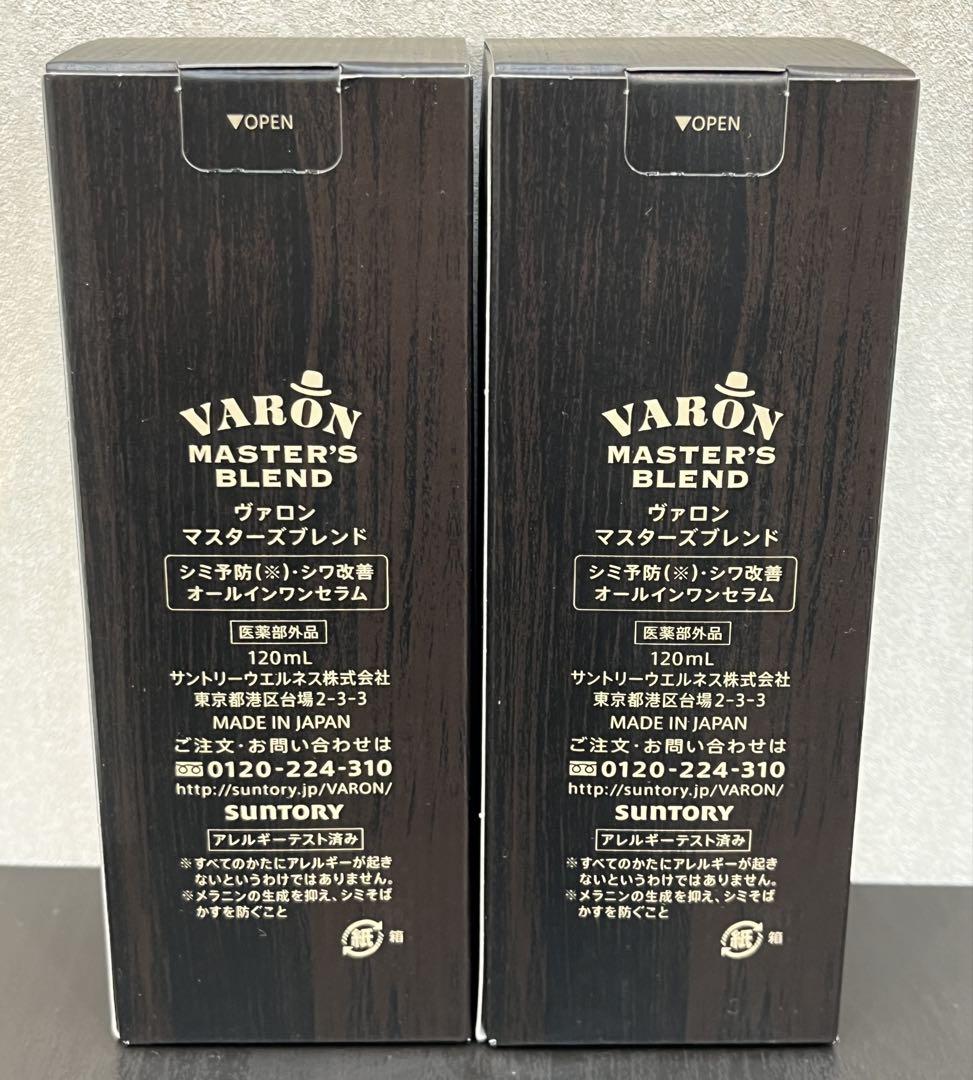 ▼OPEN
VARON
MASTER'S
BLEND
ヴァロン
マスターズブレンド
シミ予防(※)・シワ改善
オールインワンセラム
医薬部外品
120mL
サントリーウエルネス株式会社
東京都港区台場2-3-3
MADE IN JAPAN
ご注文・お問い合わせは
0120-224-310
http://suntory.jp/VARON/
SUNTORY
アレルギーテスト済み
※すべてのかたにアレルギーが起き
ないというわけではありません。
※メラニンの生成を抑え、シミそば
かすを防ぐこと
紙 箱
▼OPEN
VARON
MASTER'S
BLEND
ヴァロン
マスターズブレンド
シミ予防(※)・シワ改善
オールインワンセラム
医薬部外品
120mL
サントリーウエルネス株式会社
東京都港区台場2-3-3
MADE IN JAPAN
ご注文・お問い合わせは
0120-224-310
http://suntory.jp/VARON/
SUNTORY
アレルギーテスト済み
※すべてのかたにアレルギーが起き
ないというわけではありません。
※メラニンの生成を抑え、シミそば
かすを防ぐこと
紙 箱